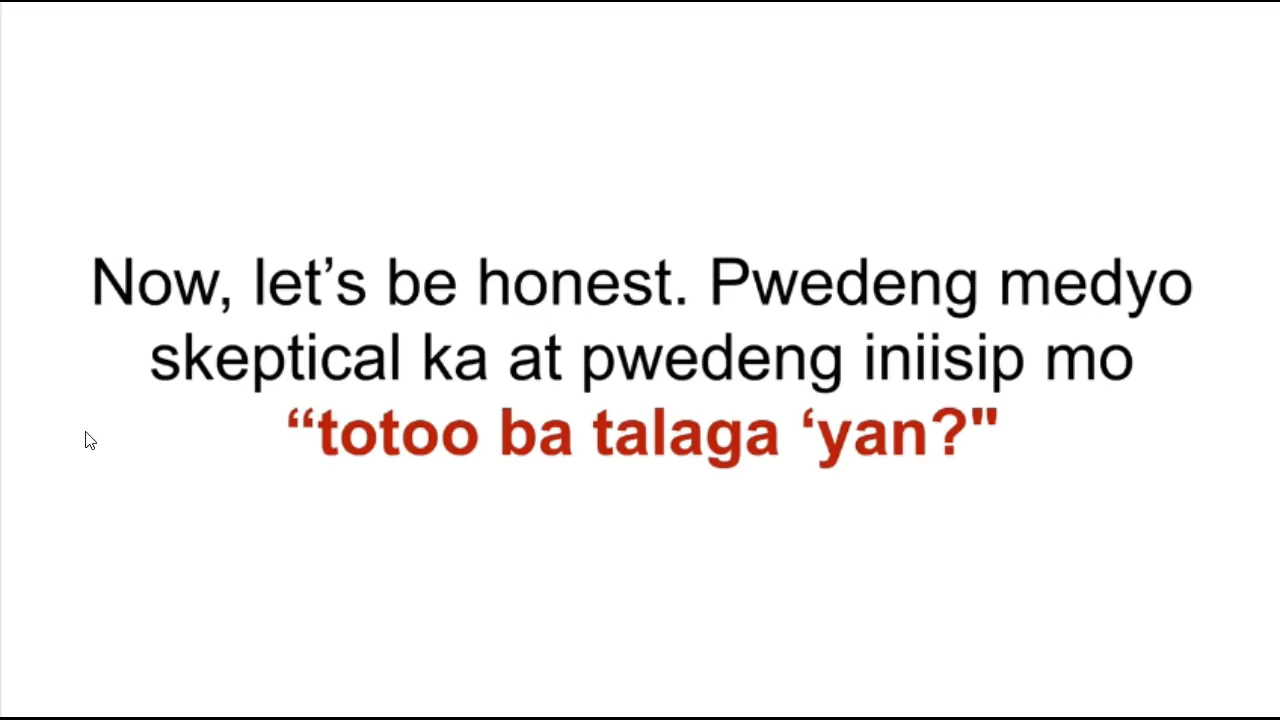 Now, let’s be honest. Pwedeng medyo
skeptical ka at pwedeng iniisip mo
“totoo ba talaga ‘yan?"